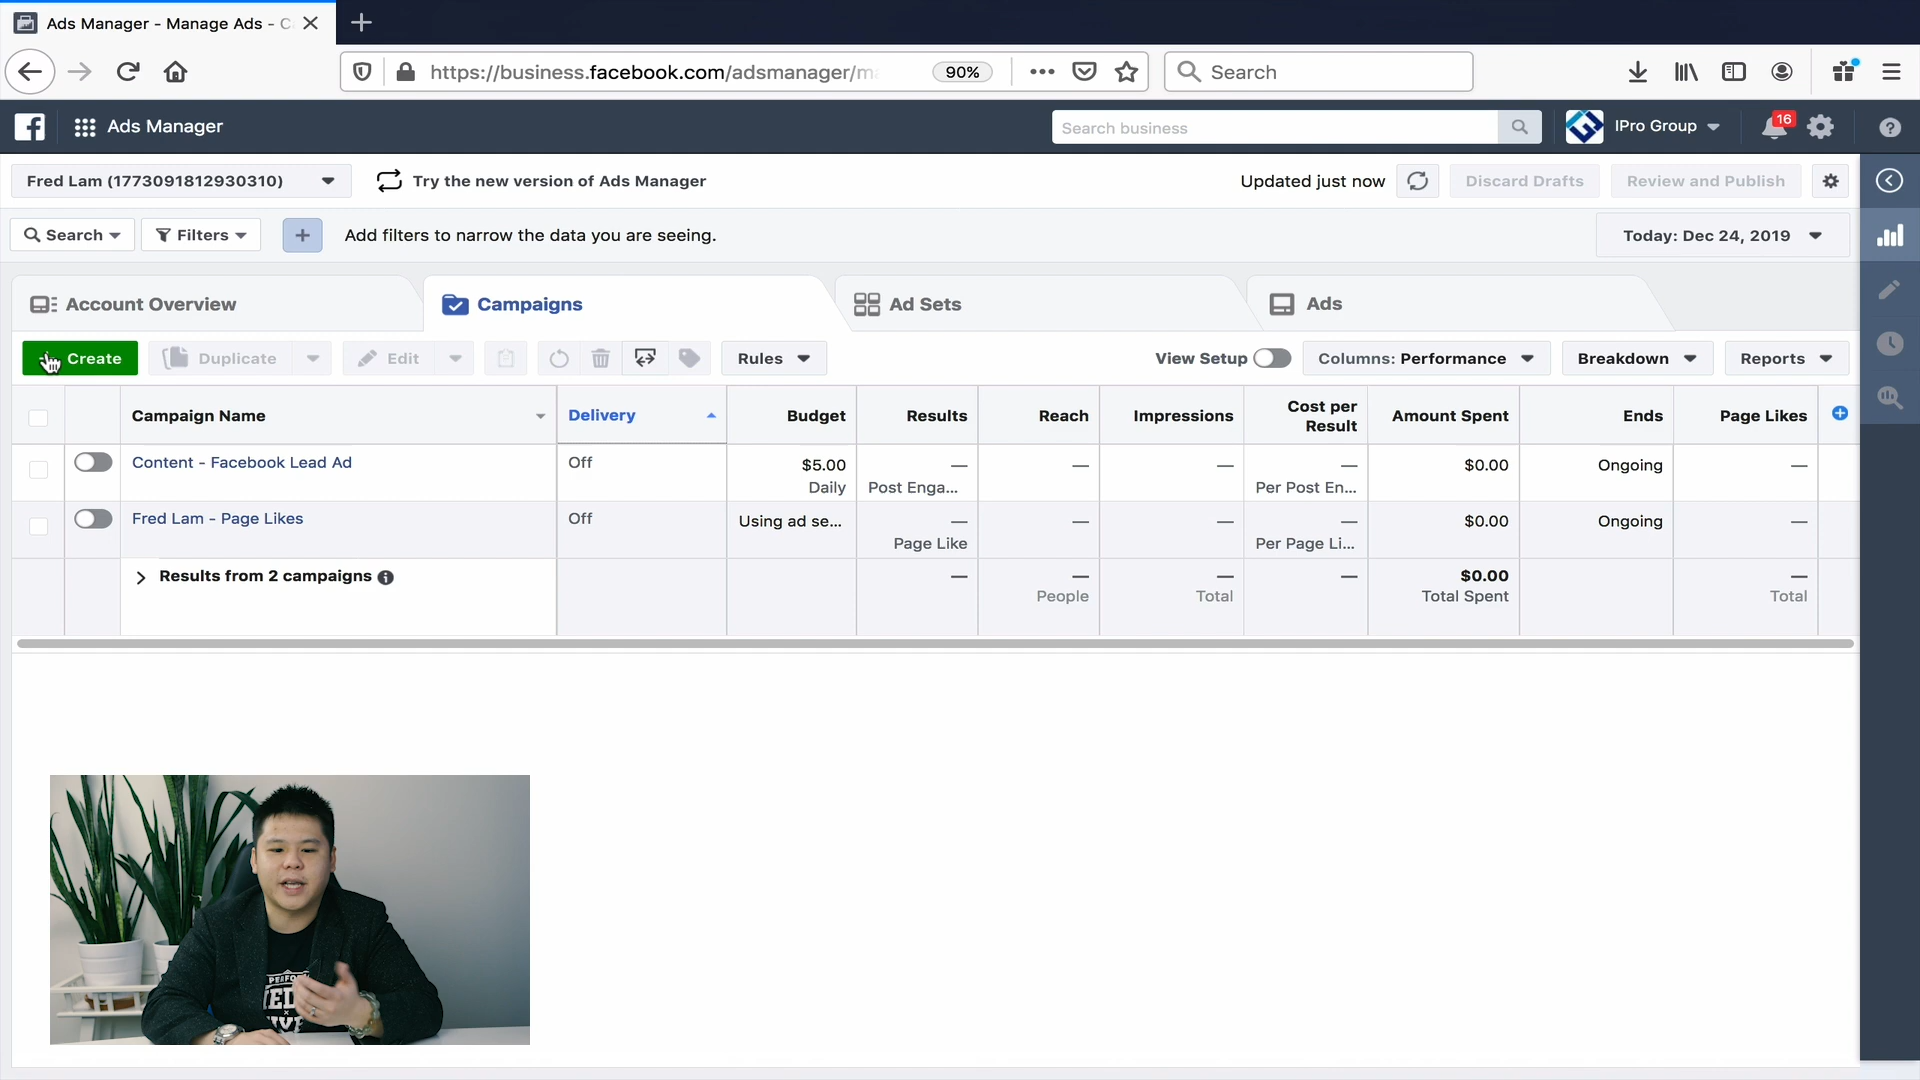 Ads Manager - Manage Ads - C
https://business.facebook.com/adsmanager/m
90%
Search
Ads Manager
Search business
IPro Group
16
Fred Lam (1773091812930310)
Try the new version of Ads Manager
Updated just now
Discard Drafts
Review and Publish
Search
Filters
Add filters to narrow the data you are seeing.
Today: Dec 24, 2019
Account Overview
Campaigns
Ad Sets
Ads
Create
Duplicate
Edit
Rules
View Setup
Columns: Performance
Breakdown
Reports
Campaign Name
Delivery
Budget
Results
Reach
Impressions
Cost per
Result
Amount Spent
Ends
Page Likes
Content - Facebook Lead Ad
Off
$5.00
Daily
—
Post Enga...
—
—
—
Per Post En...
$0.00
Ongoing
—
Fred Lam - Page Likes
Off
Using ad se...
—
Page Like
—
—
—
Per Page Li...
$0.00
Ongoing
—
Results from 2 campaigns
—
—
People
—
Total
—
$0.00
Total Spent
—
Total